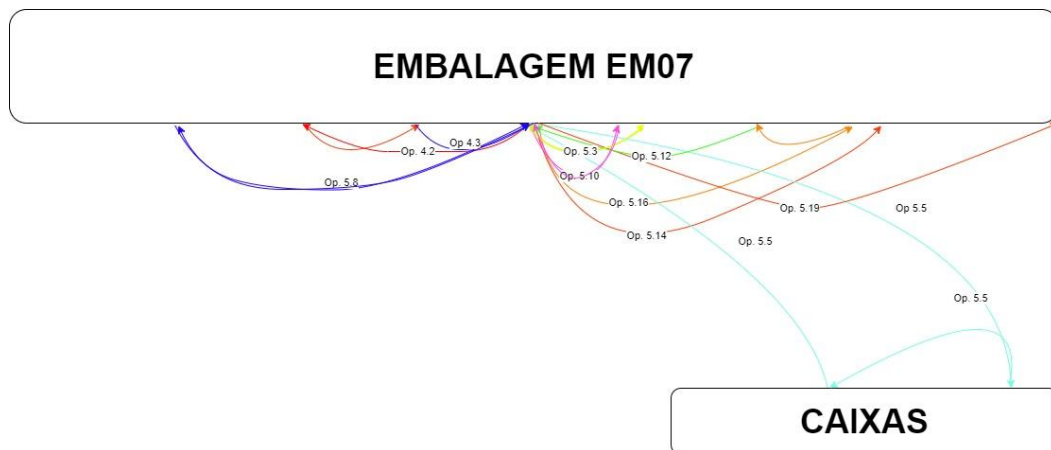 EMBALAGEM EM07
Op 4.3
Op. 4.2
Op. 5.3
Op. 5.12
Op. 5.10
Op. 5.8
Op. 5.16
Op. 5.19
Op 5.5
Op. 5.14
Op. 5.5
Op. 5.5
CAIXAS